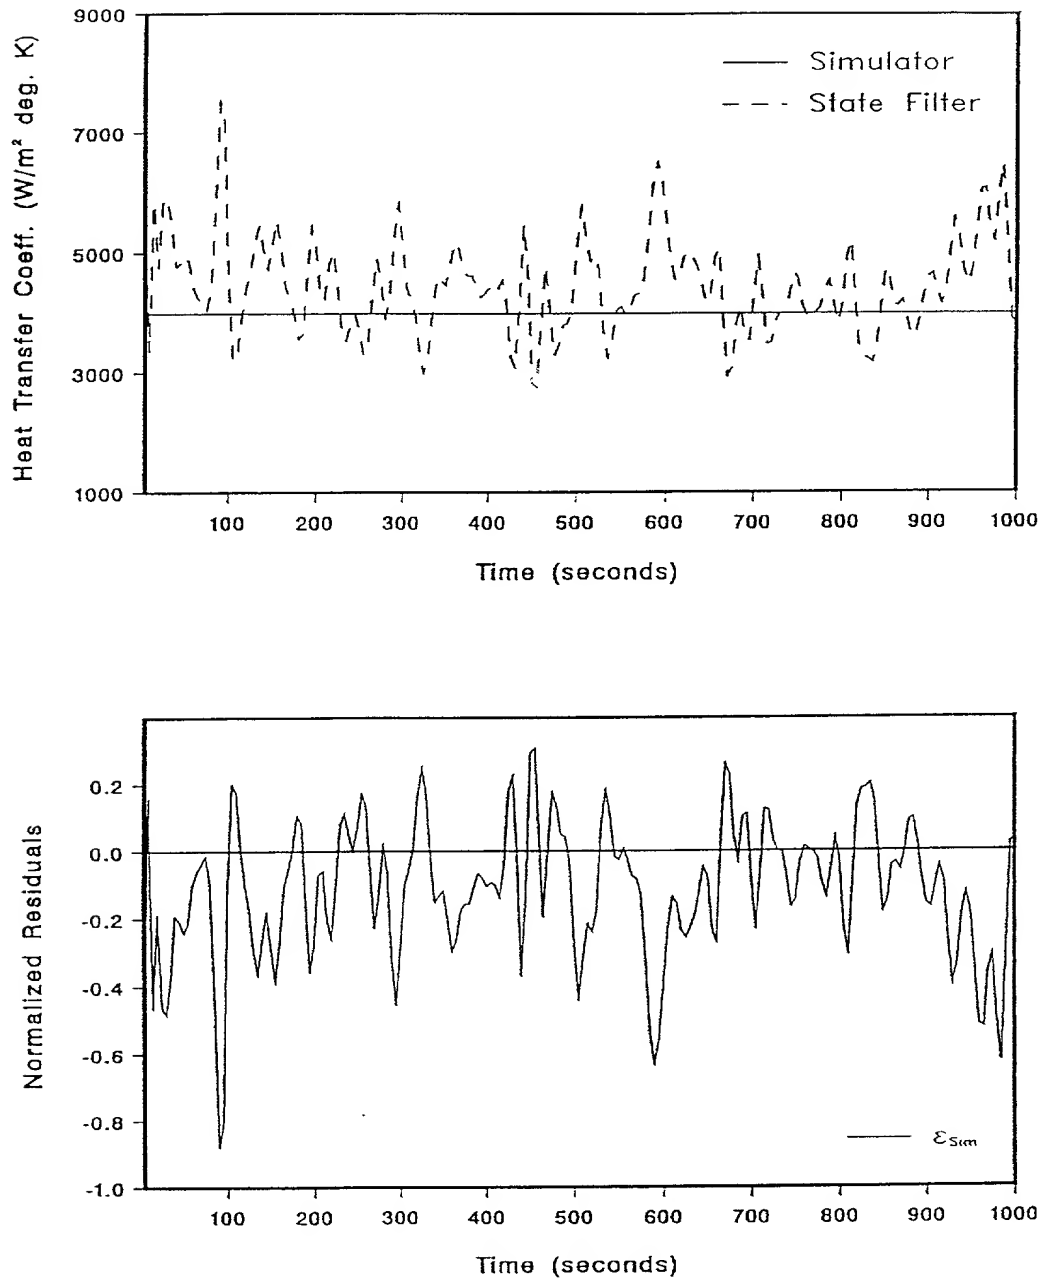 9000
7000
5000
3000
1000
Heat Transfer Coeff. (W/m² deg. K)
Simulator
State Filter
100 200 300 400 500 600 700 800 900 1000
Time (seconds)
0.2
0.0
-0.2
-0.4
-0.6
-0.8
-1.0
Normalized Residuals
εSim
100 200 300 400 500 600 700 800 900 1000
Time (seconds)